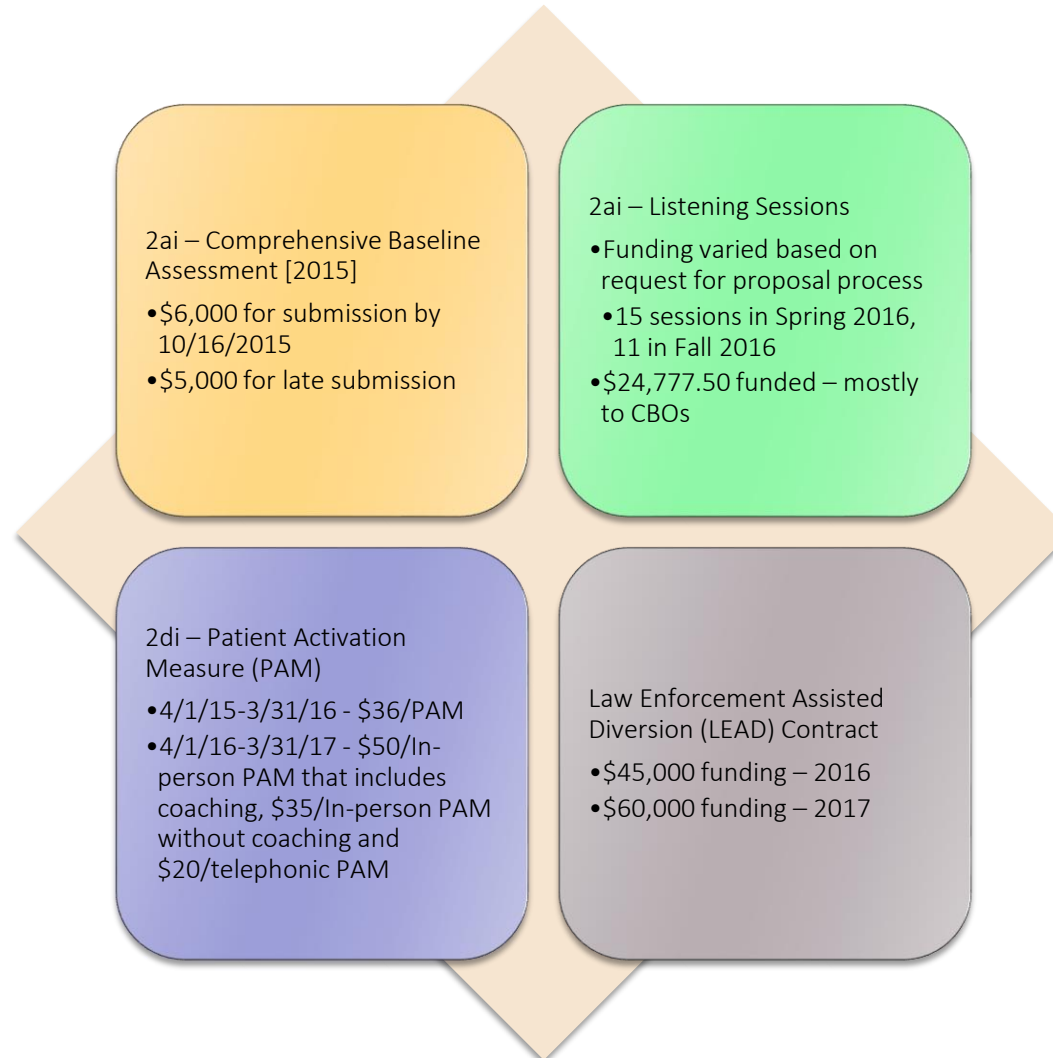 2ai – Comprehensive Baseline
Assessment [2015]
•$6,000 for submission by
10/16/2015
•$5,000 for late submission
2ai – Listening Sessions
•Funding varied based on
request for proposal process
•15 sessions in Spring 2016,
11 in Fall 2016
•$24,777.50 funded – mostly
to CBOs
2di – Patient Activation
Measure (PAM)
•4/1/15-3/31/16 - $36/PAM
•4/1/16-3/31/17 - $50/In-
person PAM that includes
coaching, $35/In-person PAM
without coaching and
$20/telephonic PAM
Law Enforcement Assisted
Diversion (LEAD) Contract
•$45,000 funding – 2016
•$60,000 funding – 2017